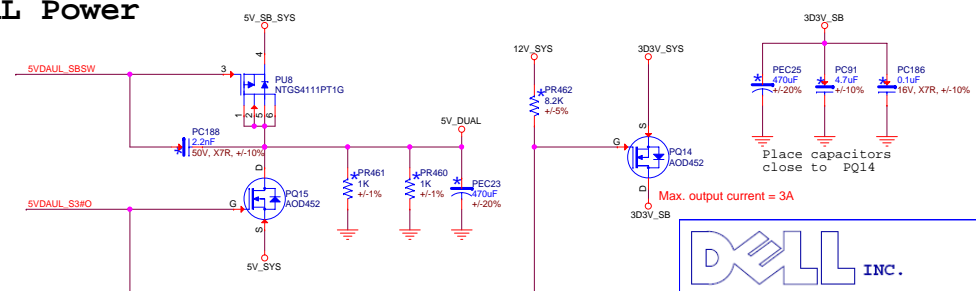 AL Power
5V_SB_SYS
5VDAUL_SBSW
3
4
PU8
NTGS4111PT1G
1
2
5
6
PC188
2.2nF
50V, X7R, +/-10%
5V_DUAL
D
PQ15
AOD452
G
S
5VDAUL_S3#O
5V_SYS
PR461
1K
+/-1%
PR460
1K
+/-1%
PEC23
470uF
+/-20%
12V_SYS
PR462
8.2K
+/-5%
3D3V_SYS
S
G
PQ14
AOD452
D
3D3V_SB
Max. output current = 3A
3D3V_SB
PEC25
470uF
+/-20%
PC91
4.7uF
+/-10%
PC186
0.1uF
16V, X7R, +/-10%
Place capacitors
close to PQ14
DELL INC.